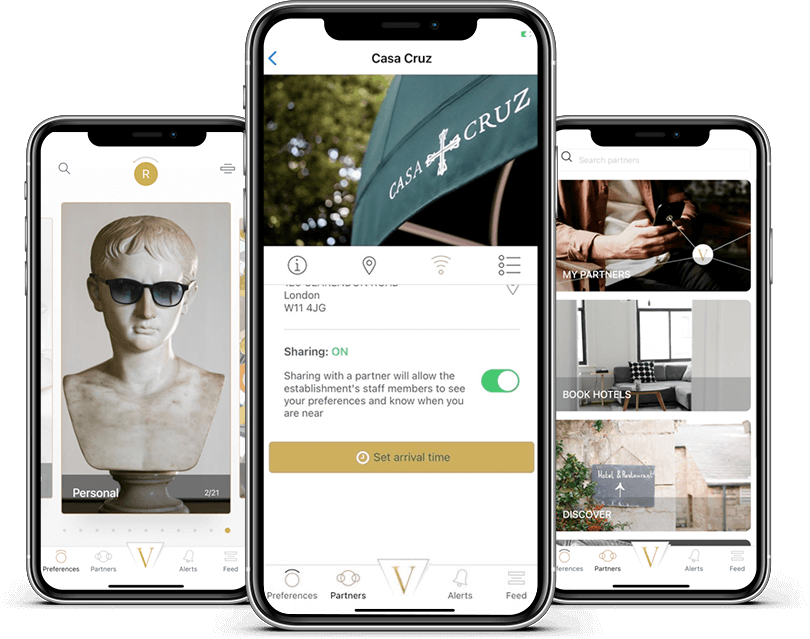 R
Personal
2/21
Preferences
Partners
V
Alerts
Feed
Casa Cruz
CASA CRUZ
London
W11 4JG
Sharing: ON
Sharing with a partner will allow the
establishment's staff members to see
your preferences and know when you
are near
Set arrival time
Preferences
Partners
V
Alerts
Feed
Search partners
V
MY PARTNERS
BOOK HOTELS
Hotel & Restaurant
DISCOVER
ferences
Partners
V
Alerts
Feed